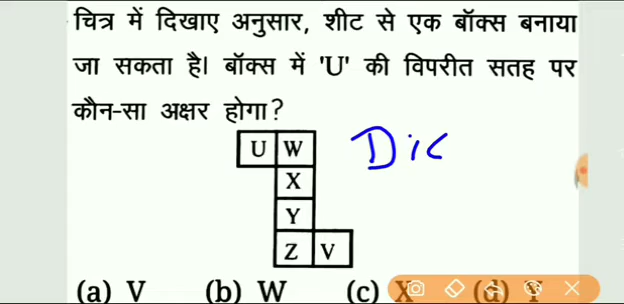 चित्र में दिखाए अनुसार, शीट से एक बॉक्स बनाया
जा सकता है। बॉक्स में 'U' की विपरीत सतह पर
कौन-सा अक्षर होगा?
U W
X
Y
Z V
Dic
(a) V (b) W (c) X (d) Y